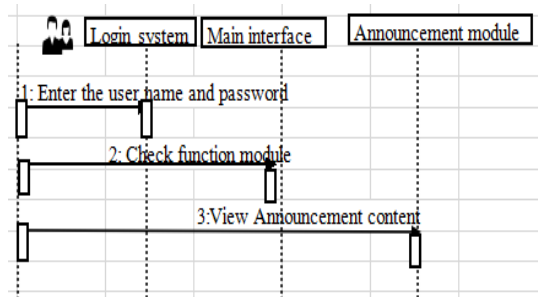 Login system
Main interface
Announcement module
1: Enter the user name and password
2: Check function module
3:View Announcement content